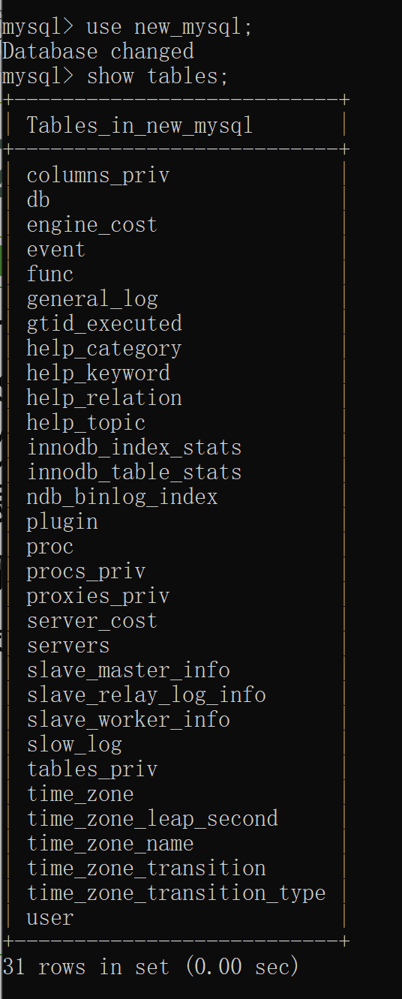 mysql> use new_mysql;
Database changed
mysql> show tables;
+---------------------------+
| Tables_in_new_mysql       |
+---------------------------+
| columns_priv              |
| db                        |
| engine_cost               |
| event                     |
| func                      |
| general_log               |
| gtid_executed             |
| help_category             |
| help_keyword              |
| help_relation             |
| help_topic                |
| innodb_index_stats        |
| innodb_table_stats        |
| ndb_binlog_index          |
| plugin                    |
| proc                      |
| procs_priv                |
| proxies_priv              |
| server_cost               |
| servers                   |
| slave_master_info         |
| slave_relay_log_info      |
| slave_worker_info         |
| slow_log                  |
| tables_priv               |
| time_zone                 |
| time_zone_leap_second     |
| time_zone_name            |
| time_zone_transition      |
| time_zone_transition_type |
| user                      |
+---------------------------+
31 rows in set (0.00 sec)